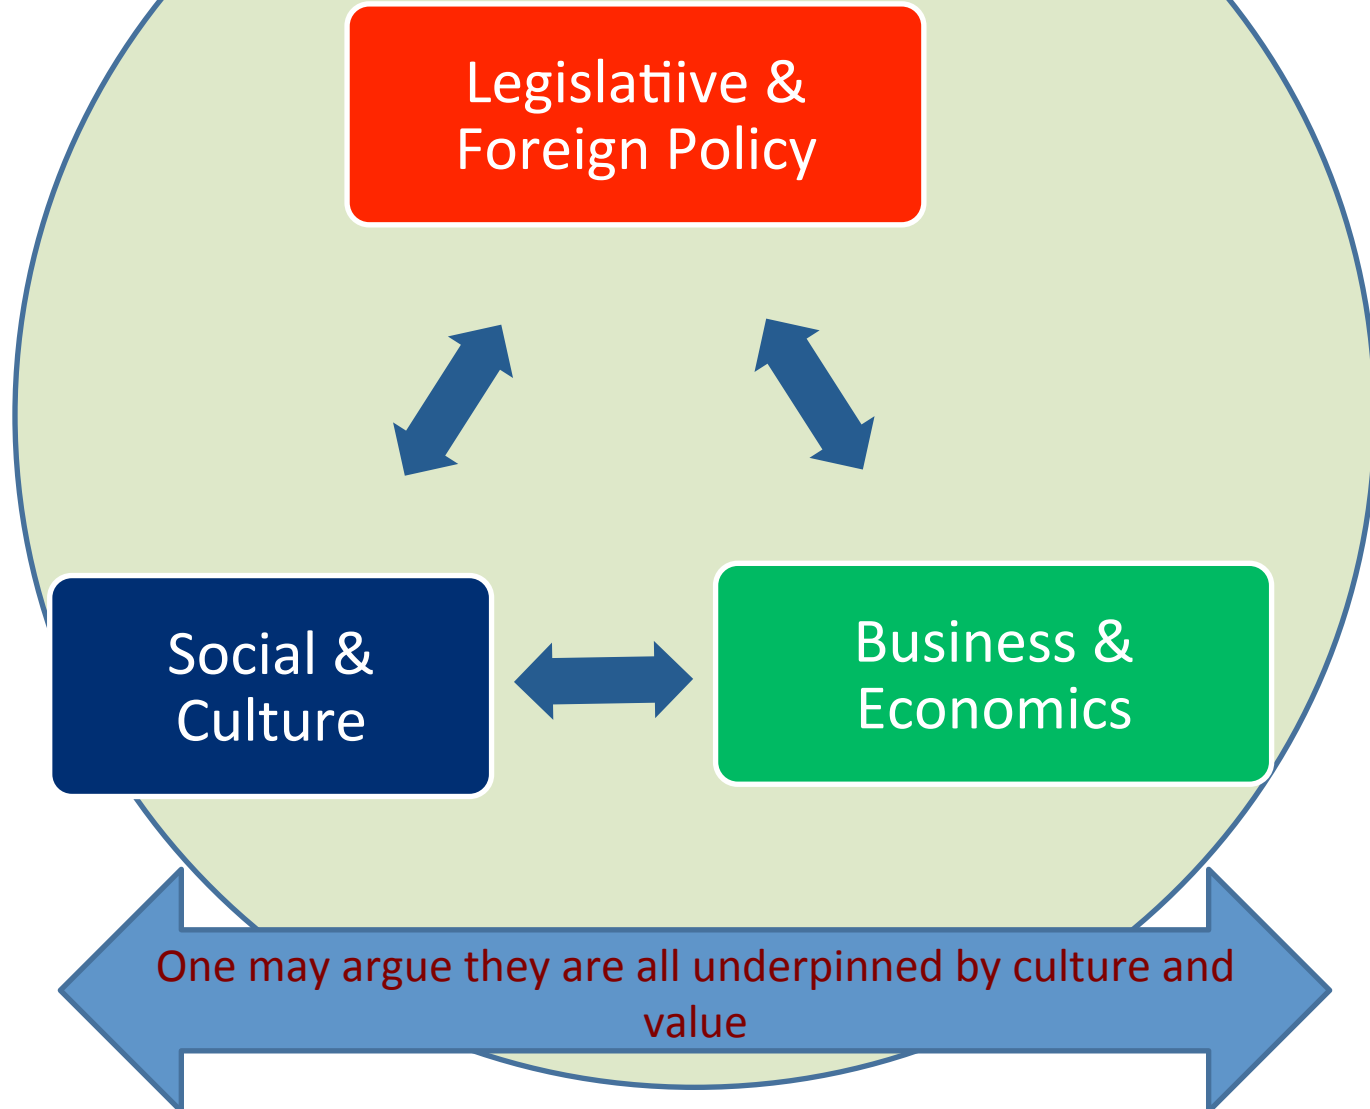 Legislatiive &
Foreign Policy
Social &
Culture
Business &
Economics
One may argue they are all underpinned by culture and
value